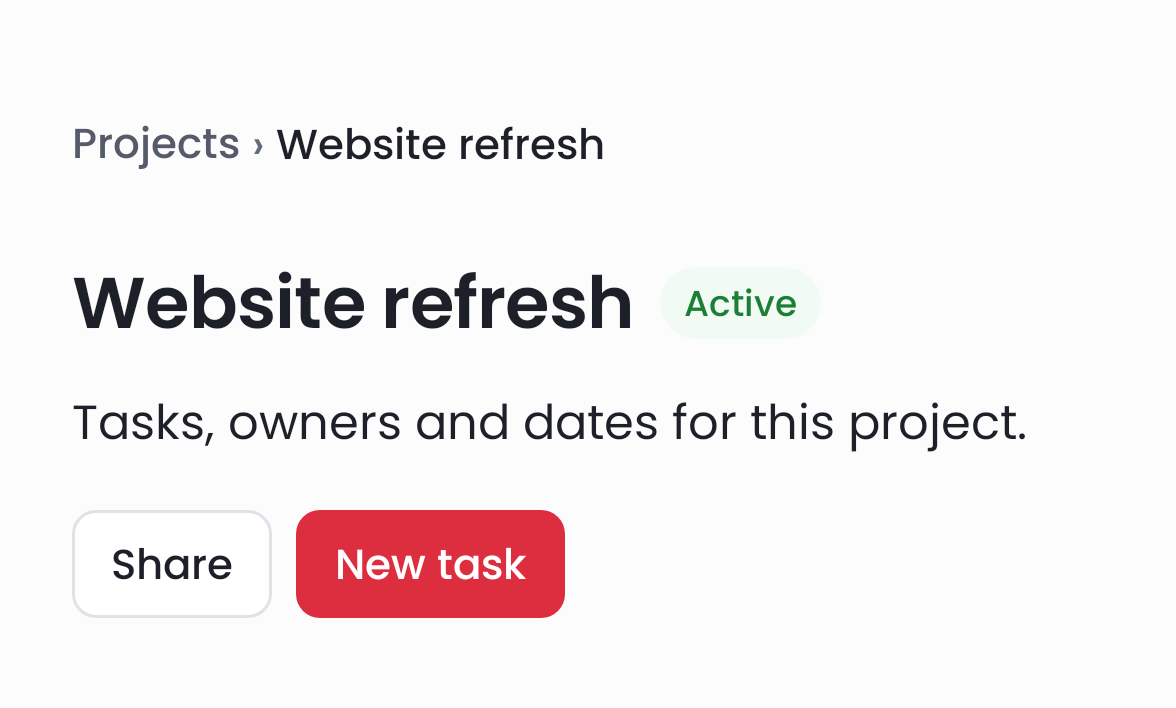 Projects › Website refresh
Website refresh Active
Tasks, owners and dates for this project.
Share New task